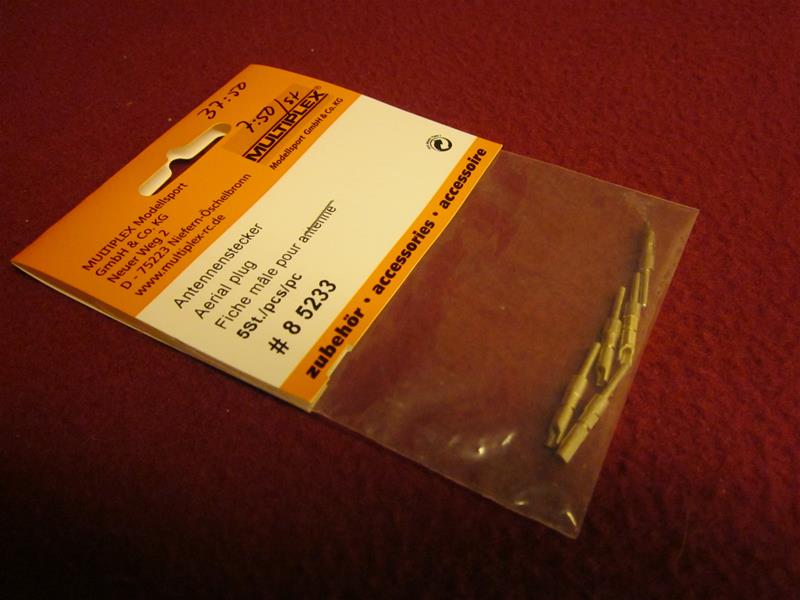 37:50
7:50/st
MULTIPLEX®
Modellsport GmbH & Co. KG
MULTIPLEX Modellsport
GmbH & Co. KG
Neuer Weg 2
D - 75223 Niefern-Öschelbronn
www.multiplex-rc.de
Antennenstecker
Aerial plug
Fiche mâle pour antenne
5St./pcs/pc
# 8 5233
zubehör • accessories • accessoire